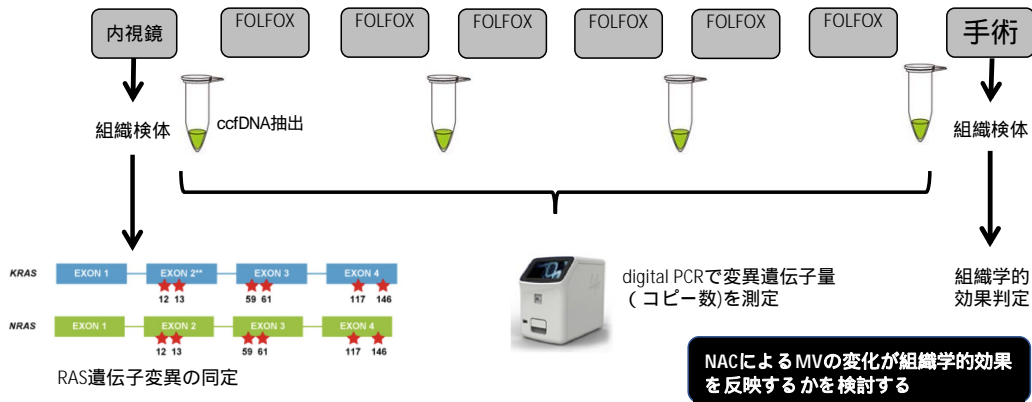 内視鏡
FOLFOX
FOLFOX
FOLFOX
FOLFOX
FOLFOX
FOLFOX
手術
組織検体
ccfDNA抽出
組織検体
KRAS
EXON 1
EXON 2**
EXON 3
EXON 4
12 13
59 61
117 146
NRAS
EXON 1
EXON 2
EXON 3
EXON 4
12 13
59 61
117 146
RAS遺伝子変異の同定
digital PCRで変異遺伝子量
(コピー数)を測定
組織学的
効果判定
NACによるMVの変化が組織学的効果
を反映するかを検討する